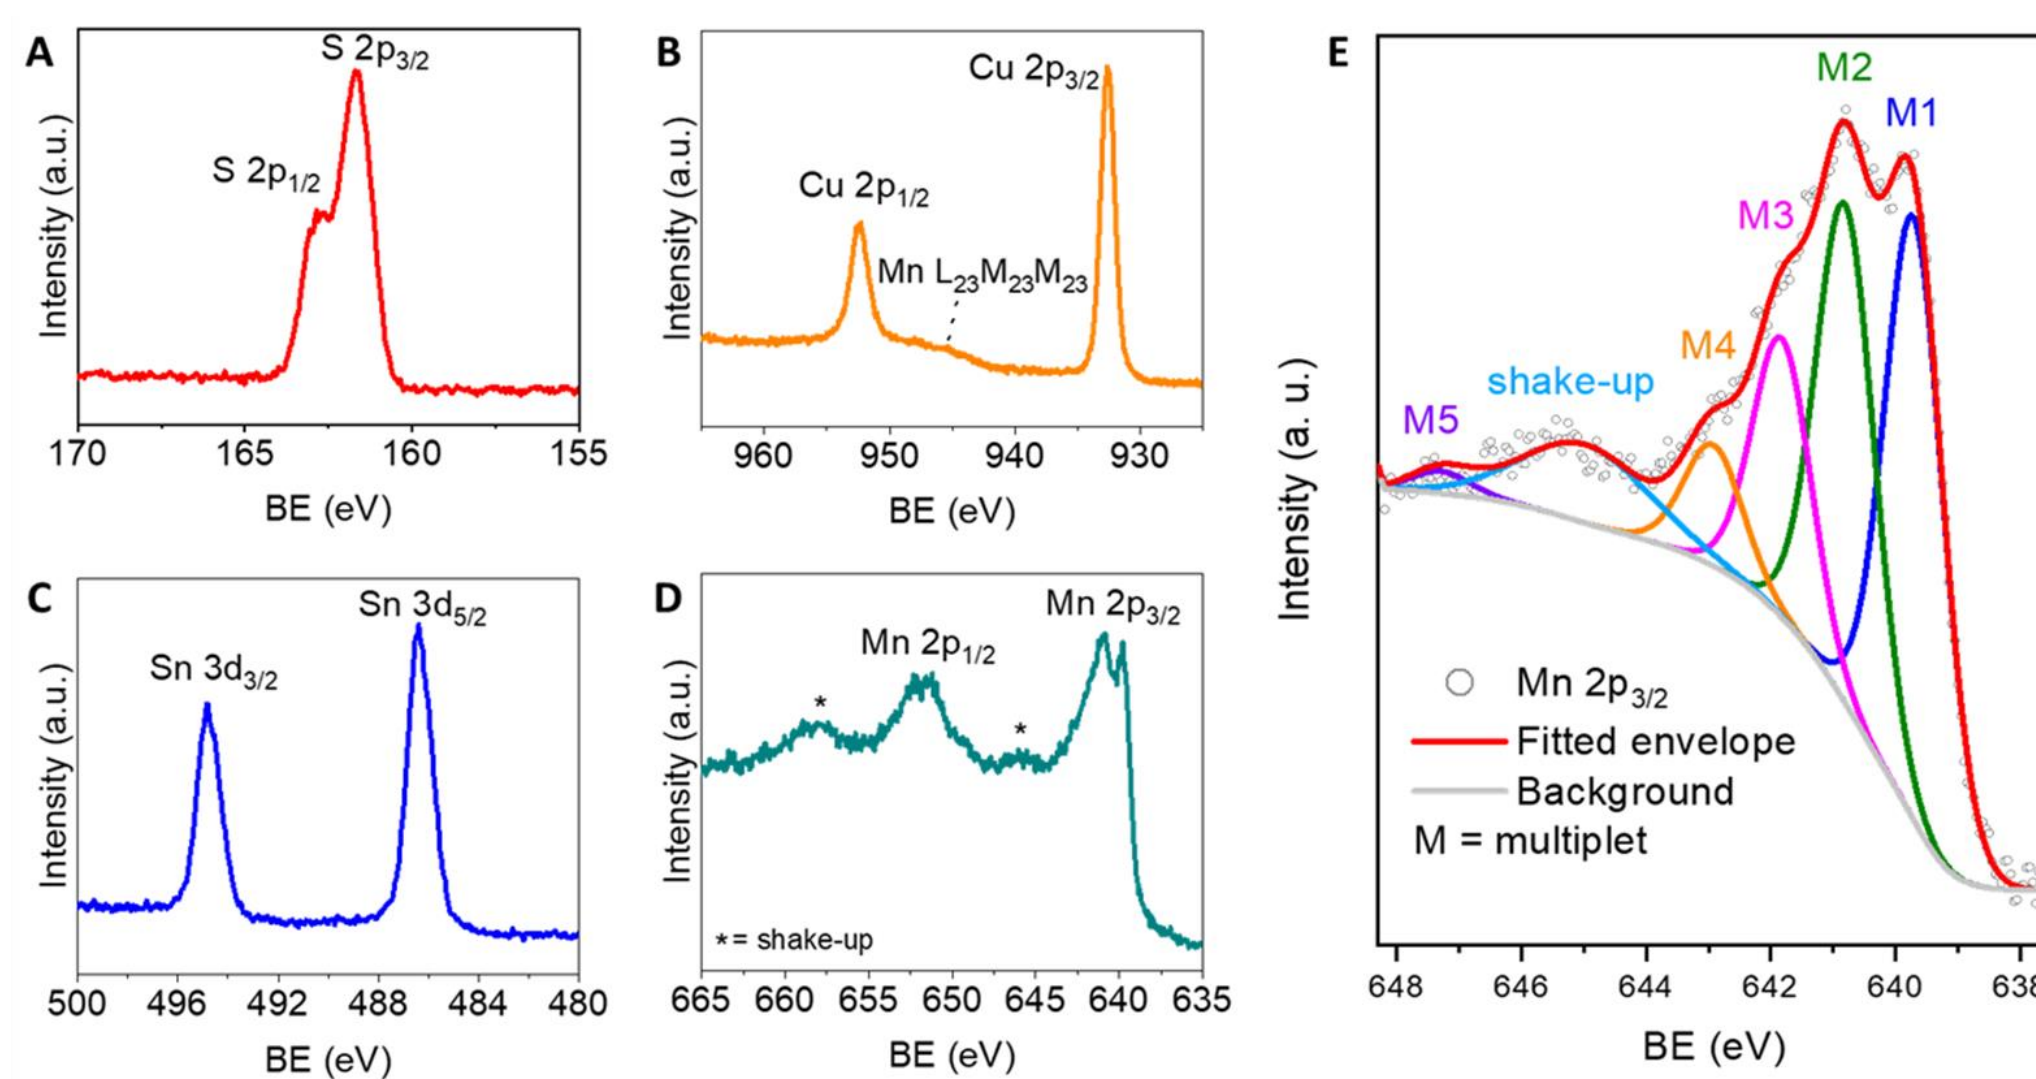 A
S 2p3/2
S 2p1/2
Intensity (a.u.)
170 165 160 155
BE (eV)
B
Cu 2p3/2
Cu 2p1/2
Mn L23M23M23
Intensity (a.u.)
960 950 940 930
BE (eV)
C
Sn 3d5/2
Sn 3d3/2
Intensity (a.u.)
500 496 492 488 484 480
BE (eV)
D
Mn 2p3/2
Mn 2p1/2
*
*
Intensity (a.u.)
*= shake-up
665 660 655 650 645 640 635
BE (eV)
E
M2
M1
M3
M4
shake-up
M5
Intensity (a. u.)
Mn 2p3/2
Fitted envelope
Background
M = multiplet
648 646 644 642 640
BE (eV)